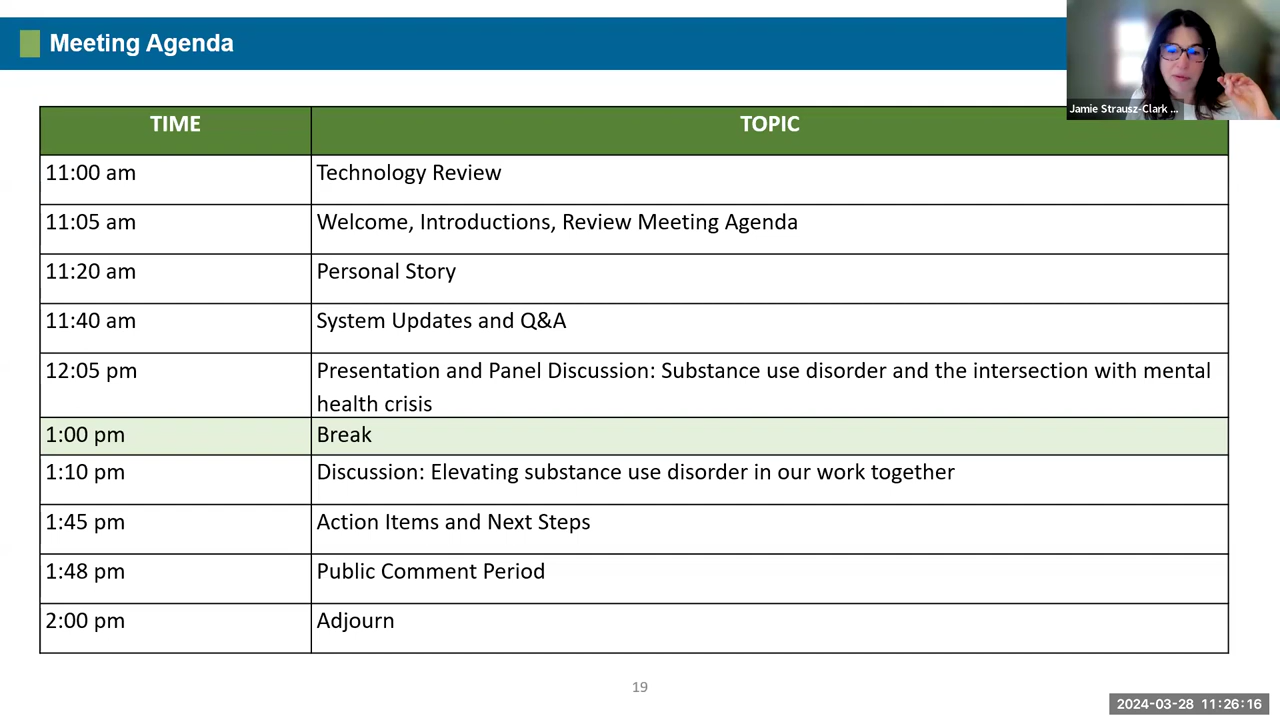 Meeting Agenda
Jamie Strausz-Clark ...
TIME TOPIC
11:00 am Technology Review
11:05 am Welcome, Introductions, Review Meeting Agenda
11:20 am Personal Story
11:40 am System Updates and Q&A
12:05 pm Presentation and Panel Discussion: Substance use disorder and the intersection with mental
health crisis
1:00 pm Break
1:10 pm Discussion: Elevating substance use disorder in our work together
1:45 pm Action Items and Next Steps
1:48 pm Public Comment Period
2:00 pm Adjourn
19
2024-03-28 11:26:16